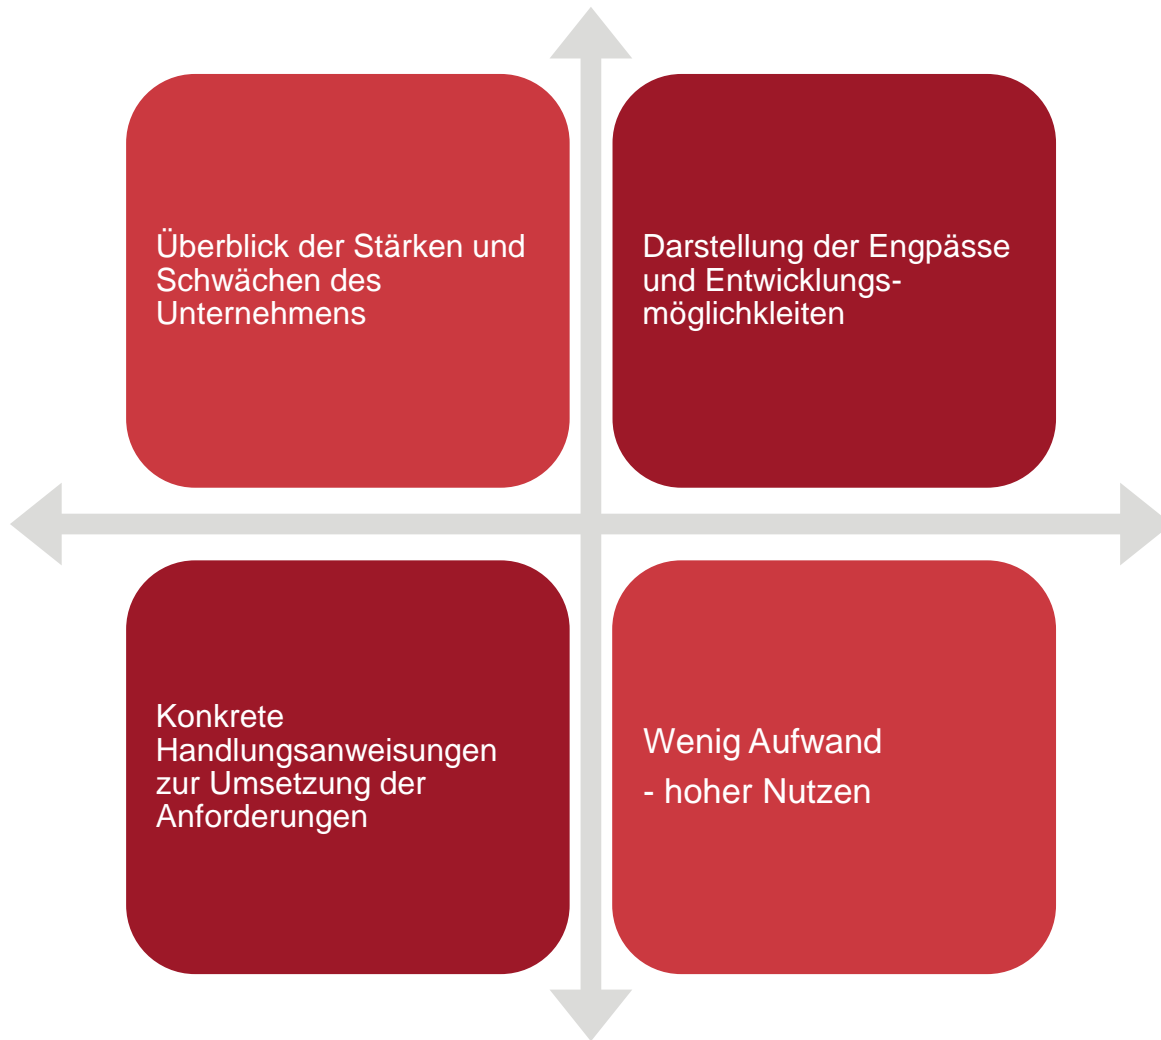 Überblick der Stärken und
Schwächen des
Unternehmens
Darstellung der Engpässe
und Entwicklungs-
möglichkleiten
Konkrete
Handlungsanweisungen
zur Umsetzung der
Anforderungen
Wenig Aufwand
- hoher Nutzen